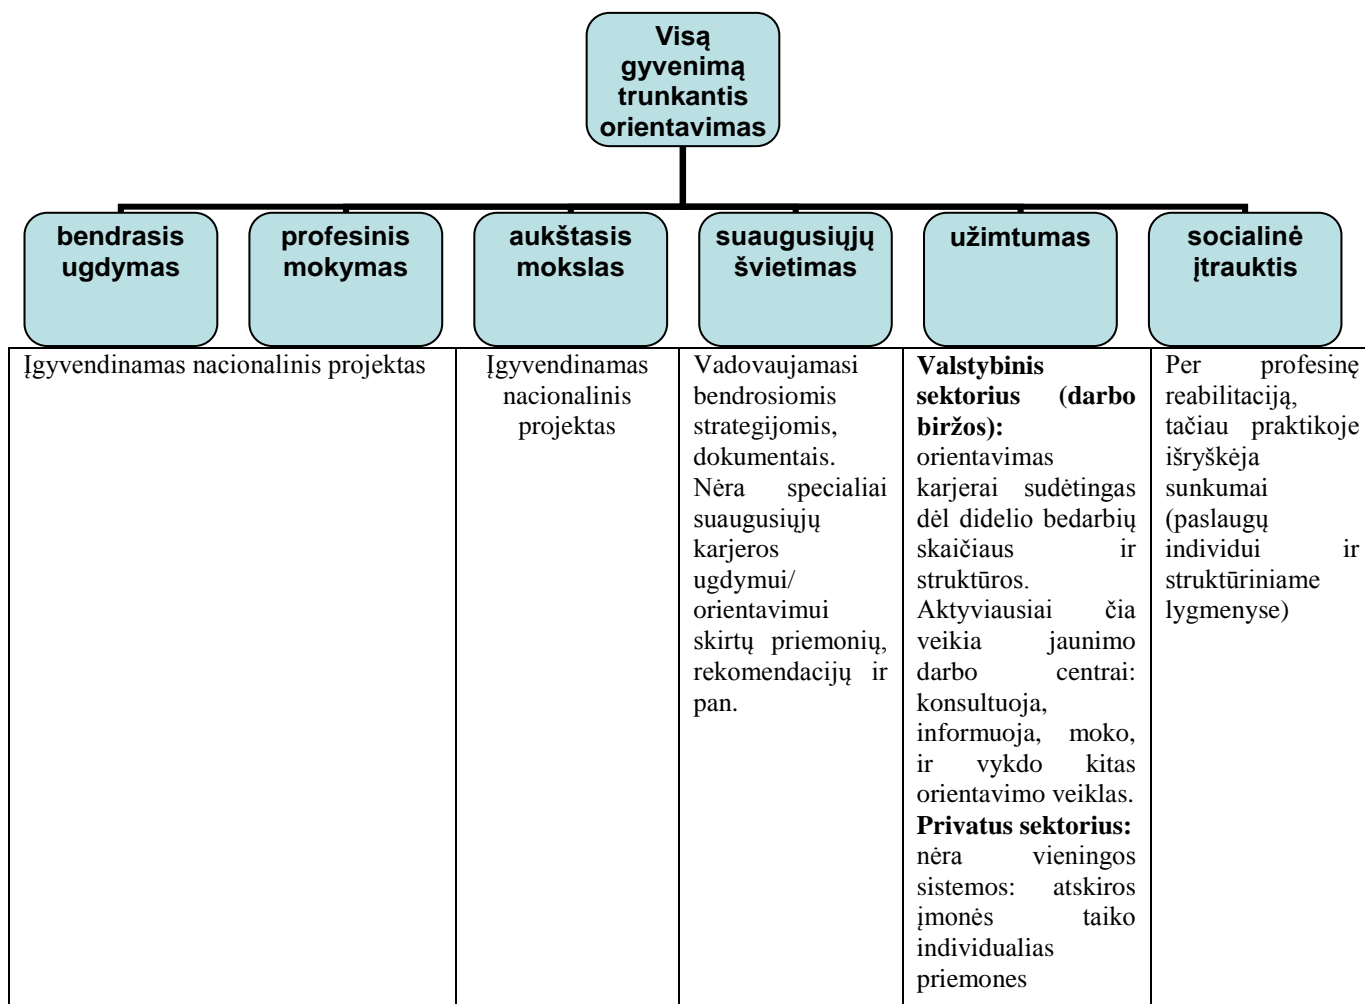 Visą
gyvenimą
trunkantis
orientavimas
bendrasis
ugdymas
profesinis
mokymas
aukštasis
mokslas
suaugusiųjų
švietimas
užimtumas
socialinė
įtrauktis
Įgyvendinamas nacionalinis projektas
Įgyvendinamas
nacionalinis
projektas
Vadovaujamasi
bendrosiomis
strategijomis,
dokumentais.
Nėra specialiai
suaugusiųjų
karjeros
ugdymui/
orientavimui
skirtų priemonių,
rekomendacijų ir
pan.
Valstybinis
sektorius (darbo
biržos):
orientavimas
karjerai sudėtingas
dėl didelio bedarbių
skaičiaus ir
struktūros.
Aktyviausiai čia
veikia jaunimo
darbo centrai:
konsultuoja,
informuoja, moko,
ir vykdo kitas
orientavimo veiklas.
Privatus sektorius:
nėra vieningos
sistemos: atskiros
įmonės taiko
individualias
priemones
Per profesinę
reabilitaciją,
tačiau praktikoje
išryškėja
sunkumai
(paslaugų
individui ir
struktūriniame
lygmenyse)